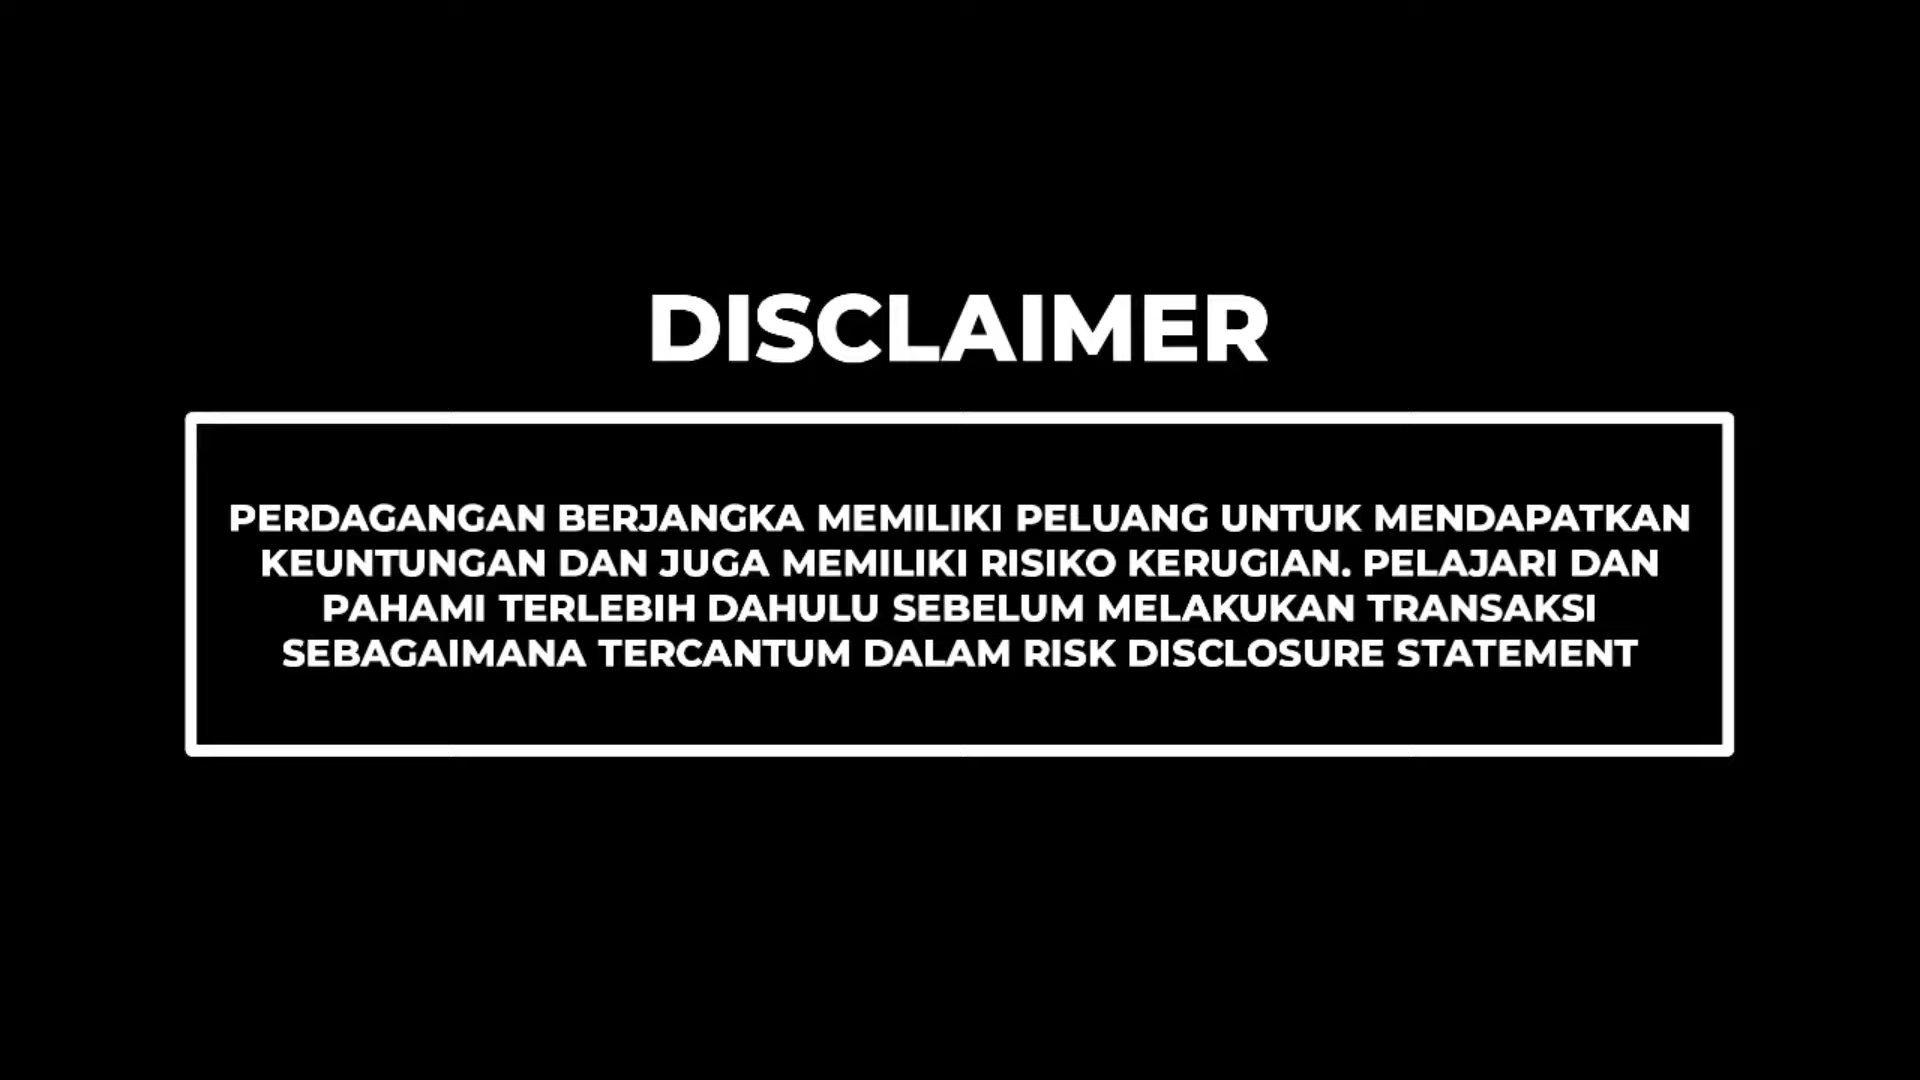 DISCLAIMER
PERDAGANGAN BERJANGKA MEMILIKI PELUANG UNTUK MENDAPATKAN
KEUNTUNGAN DAN JUGA MEMILIKI RISIKO KERUGIAN. PELAJARI DAN
PAHAMI TERLEBIH DAHULU SEBELUM MELAKUKAN TRANSAKSI
SEBAGAIMANA TERCANTUM DALAM RISK DISCLOSURE STATEMENT